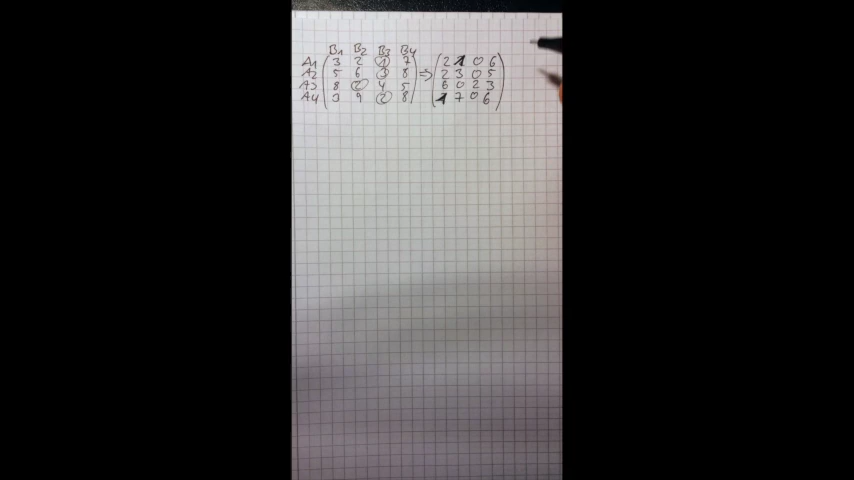 B1 B2 B3 B4
A1 ( 3 2 1 7 ) ( 2 1 0 6 )
A2 ( 5 6 3 8 ) => ( 2 3 0 5 )
A3 ( 8 2 4 5 ) ( 6 0 2 3 )
A4 ( 3 9 2 8 ) ( 1 7 0 6 )